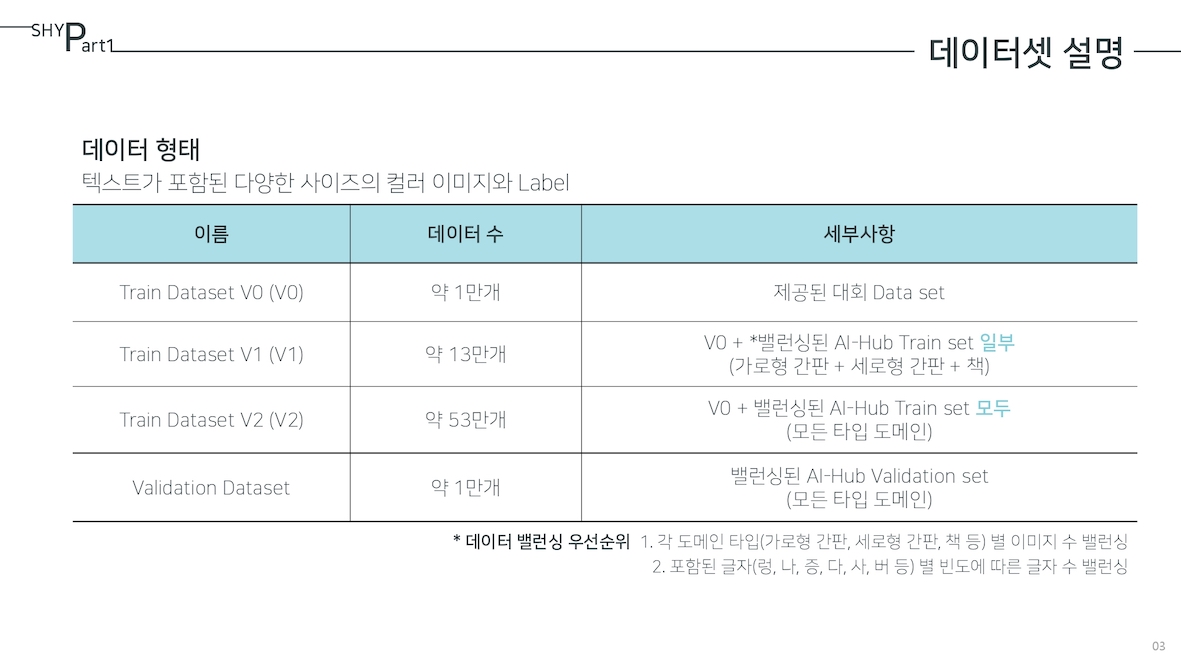 SHY
Part1
데이터셋 설명
데이터 형태
텍스트가 포함된 다양한 사이즈의 컬러 이미지와 Label
이름 데이터 수 세부사항
Train Dataset V0 (V0) 약 1만개 제공된 대회 Data set
Train Dataset V1 (V1) 약 13만개 V0 + *밸런싱된 AI-Hub Train set 일부
(가로형 간판 + 세로형 간판 + 책)
Train Dataset V2 (V2) 약 53만개 V0 + 밸런싱된 AI-Hub Train set 모두
(모든 타입 도메인)
Validation Dataset 약 1만개 밸런싱된 AI-Hub Validation set
(모든 타입 도메인)
* 데이터 밸런싱 우선순위 1. 각 도메인 타입(가로형 간판, 세로형 간판, 책 등) 별 이미지 수 밸런싱
2. 포함된 글자(렁, 나, 증, 다, 사, 버 등) 별 빈도에 따른 글자 수 밸런싱
03